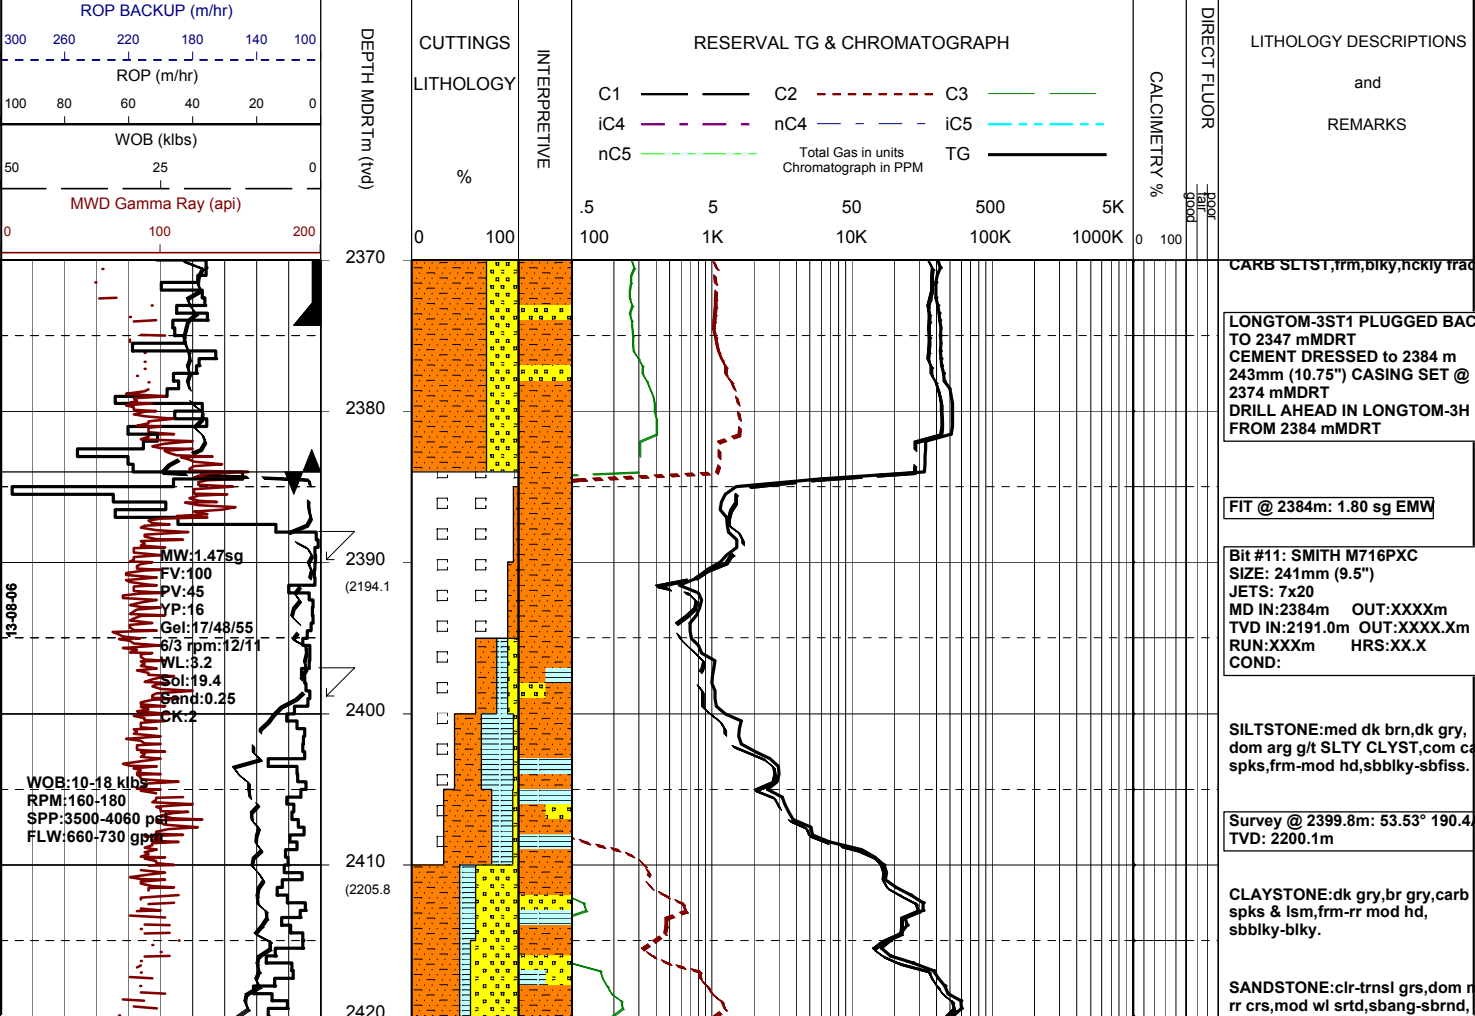 ROP BACKUP (m/hr)
300 260 220 180 140 100
ROP (m/hr)
100 80 60 40 20 0
WOB (klbs)
50 25 0
MWD Gamma Ray (api)
0 100 200
DEPTH MDRTm (tvd)
CUTTINGS
LITHOLOGY
%
0 100
INTERPRETIVE
RESERVAL TG & CHROMATOGRAPH
C1 C2 C3
iC4 nC4 iC5
nC5 Total Gas in units TG
Chromatograph in PPM
.5 5 50 500 5K
100 1K 10K 100K 1000K
CALCIMETRY %
0 100
DIRECT FLUOR
good
fair
poor
LITHOLOGY DESCRIPTIONS
and
REMARKS
2370
2380
2390
(2194.1
2400
2410
(2205.8
2420
13-08-06
MW:1.47sg
FV:100
PV:45
YP:16
Gel:17/48/55
6/3 rpm:12/11
WL:3.2
Sol:19.4
Sand:0.25
CK:2
WOB:10-18 klbs
RPM:160-180
SPP:3500-4060 psi
FLW:660-730 gpm
CARB SLTST,frm,blky,hckly frac
LONGTOM-3ST1 PLUGGED BAC
TO 2347 mMDRT
CEMENT DRESSED to 2384 m
243mm (10.75") CASING SET @
2374 mMDRT
DRILL AHEAD IN LONGTOM-3H
FROM 2384 mMDRT
FIT @ 2384m: 1.80 sg EMW
Bit #11: SMITH M716PXC
SIZE: 241mm (9.5")
JETS: 7x20
MD IN:2384m OUT:XXXXm
TVD IN:2191.0m OUT:XXXX.Xm
RUN:XXXm HRS:XX.X
COND:
SILTSTONE:med dk brn,dk gry,
dom arg g/t SLTY CLYST,com ca
spks,frm-mod hd,sbblky-sbfiss.
Survey @ 2399.8m: 53.53° 190.4
TVD: 2200.1m
CLAYSTONE:dk gry,br gry,carb
spks & lsm,frm-rr mod hd,
sbblky-blky.
SANDSTONE:clr-trnsl grs,dom
rr crs,mod wl srtd,sbang-sbrnd,